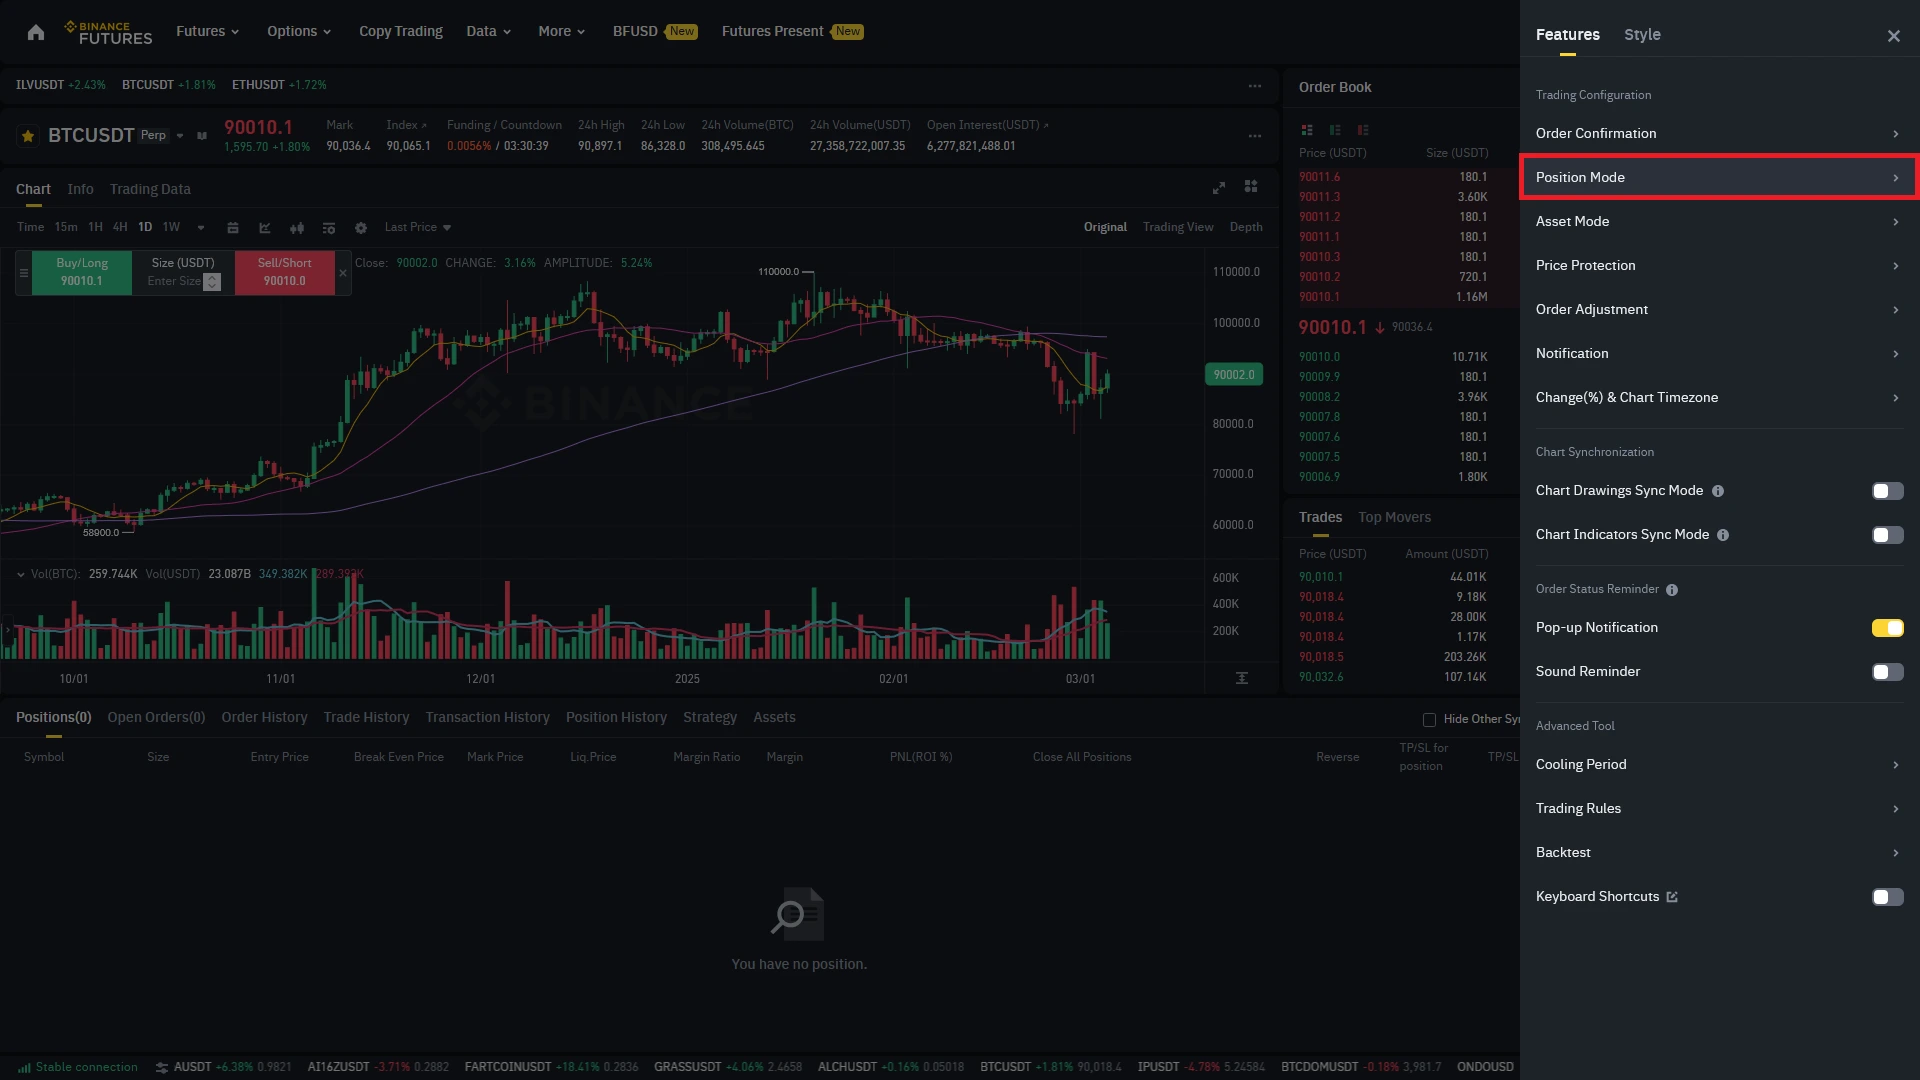 BINANCE
FUTURES
Futures Options Copy Trading Data More BFUSD New Futures Present New
ILVUSDT +2.43% BTCUSDT +1.81% ETHUSDT +1.72%
BTCUSDT Perp
90010.1
1,595.70 +1.80%
Mark Index Funding / Countdown 24h High 24h Low 24h Volume(BTC) 24h Volume(USDT) Open Interest(USDT)
90,036.4 90,065.1 0.0056% / 03:30:39 90,897.1 86,328.0 308,495.645 27,358,722,007.35 6,277,821,488.01
Chart Info Trading Data
Time 15m 1H 4H 1D 1W Last Price Original Trading View Depth
Buy/Long Size (USDT) Sell/Short
90010.1 Enter Size 90010.0
Close: 90002.0 CHANGE: 3.16% AMPLITUDE: 5.24%
110000.0
110000.0
100000.0
90002.0
BINANCE
80000.0
70000.0
60000.0
58900.0
Vol(BTC): 259.744K Vol(USDT) 23.087B 349.382K 289.393K
600K
400K
200K
10/01 11/01 12/01 2025 02/01 03/01
Order Book
Price (USDT) Size (USDT)
90011.6 180.1
90011.3 3.60K
90011.2 180.1
90011.1 180.1
90010.3 180.1
90010.2 720.1
90010.1 1.16M
90010.1 90036.4
90010.0 10.71K
90009.9 180.1
90008.2 3.96K
90007.8 180.1
90007.6 180.1
90007.5 180.1
90006.9 1.80K
Trades Top Movers
Price (USDT) Amount (USDT)
90,010.1 44.01K
90,018.4 9.18K
90,018.4 28.00K
90,018.4 1.17K
90,018.5 203.26K
90,032.6 107.14K
Positions(0) Open Orders(0) Order History Trade History Transaction History Position History Strategy Assets Hide Other Syn
Symbol Size Entry Price Break Even Price Mark Price Liq.Price Margin Ratio Margin PNL(ROI %) Close All Positions Reverse TP/SL for position TP/SL
You have no position.
Stable connection AUSDT +6.38% 0.9821 AI16ZUSDT -3.71% 0.2882 FARTCOINUSDT +18.41% 0.2836 GRASSUSDT +4.06% 2.4658 ALCHUSDT +0.16% 0.05018 BTCUSDT +1.81% 90,018.4 IPUSDT -4.78% 5.24584 BTCDOMUSDT -0.18% 3,981.7 ONDOUSD
Features Style
Trading Configuration
Order Confirmation
Position Mode
Asset Mode
Price Protection
Order Adjustment
Notification
Change(%) & Chart Timezone
Chart Synchronization
Chart Drawings Sync Mode
Chart Indicators Sync Mode
Order Status Reminder
Pop-up Notification
Sound Reminder
Advanced Tool
Cooling Period
Trading Rules
Backtest
Keyboard Shortcuts